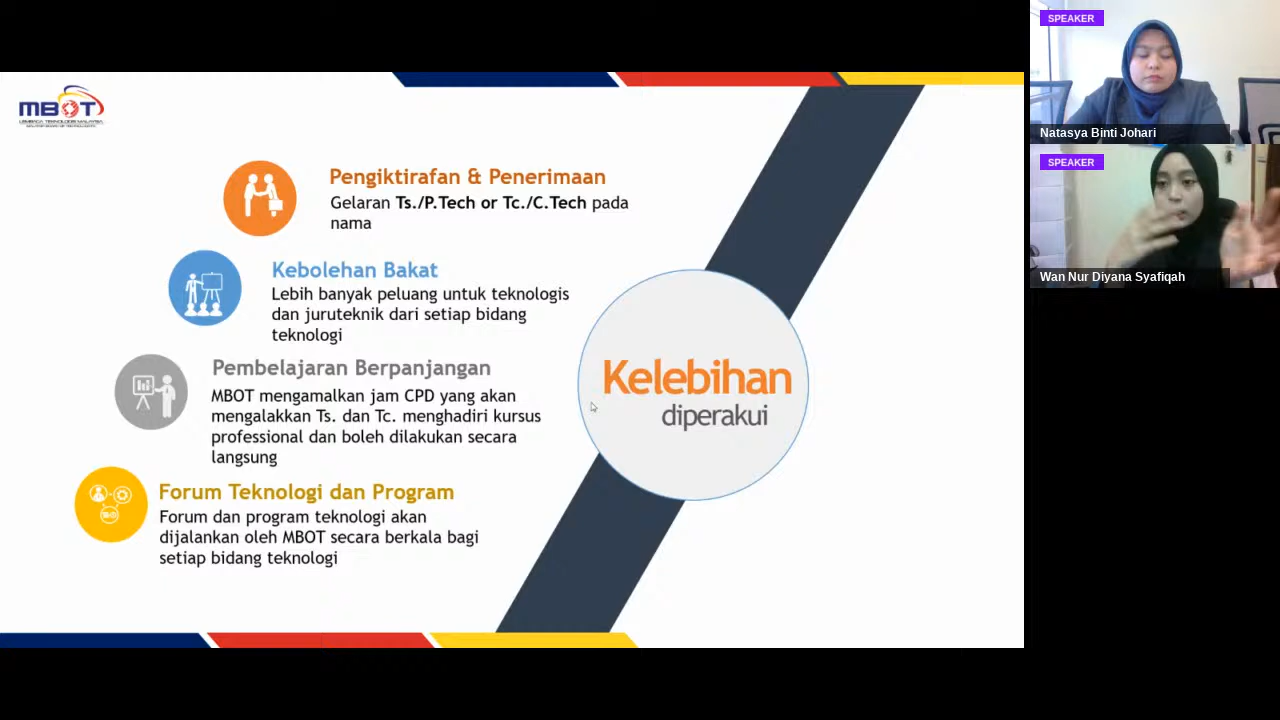 MBOT
LEMBAGA TEKNOLOGIS MALAYSIA
Pengiktirafan & Penerimaan
Gelaran Ts./P.Tech or Tc./C.Tech pada
nama
Kebolehan Bakat
Lebih banyak peluang untuk teknologis
dan juruteknik dari setiap bidang
teknologi
Pembelajaran Berpanjangan
MBOT mengamalkan jam CPD yang akan
mengalakkan Ts. dan Tc. menghadiri kursus
professional dan boleh dilakukan secara
langsung
Forum Teknologi dan Program
Forum dan program teknologi akan
dijalankan oleh MBOT secara berkala bagi
setiap bidang teknologi
Kelebihan
diperakui
SPEAKER
Natasya Binti Johari
SPEAKER
Wan Nur Diyana Syafiqah